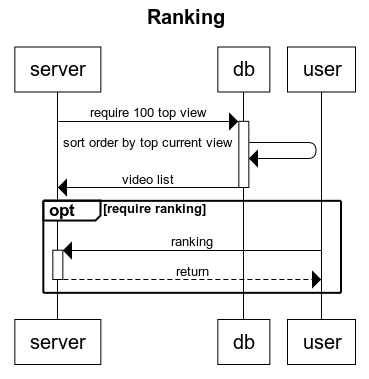 Ranking
server db user
require 100 top view
sort order by top current view
video list
opt [require ranking]
ranking
return
server db user